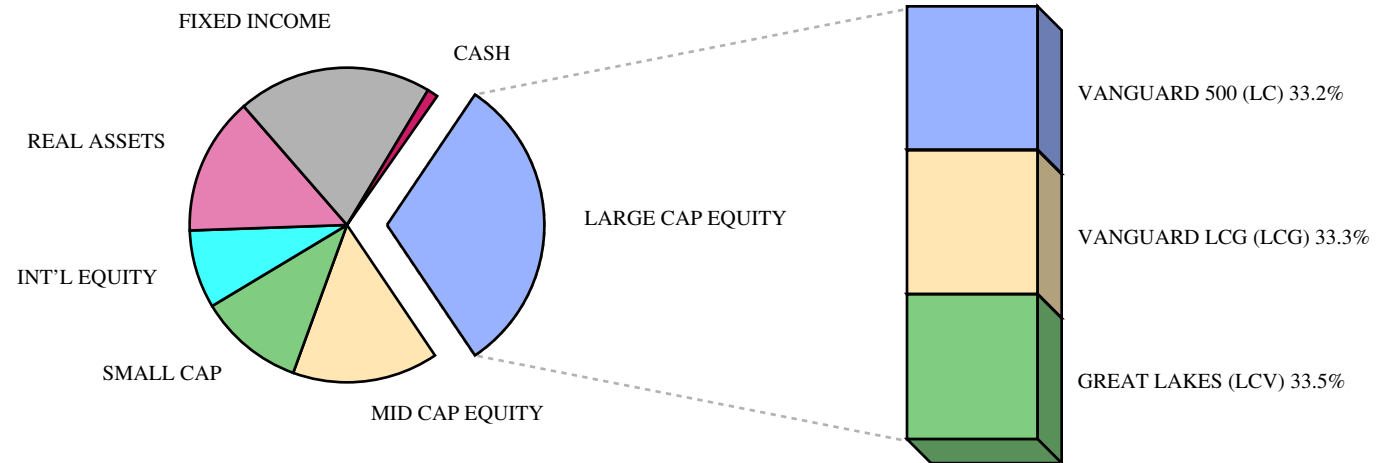 FIXED INCOME
CASH
REAL ASSETS
LARGE CAP EQUITY
INT'L EQUITY
SMALL CAP
MID CAP EQUITY
VANGUARD 500 (LC) 33.2%
VANGUARD LCG (LCG) 33.3%
GREAT LAKES (LCV) 33.5%